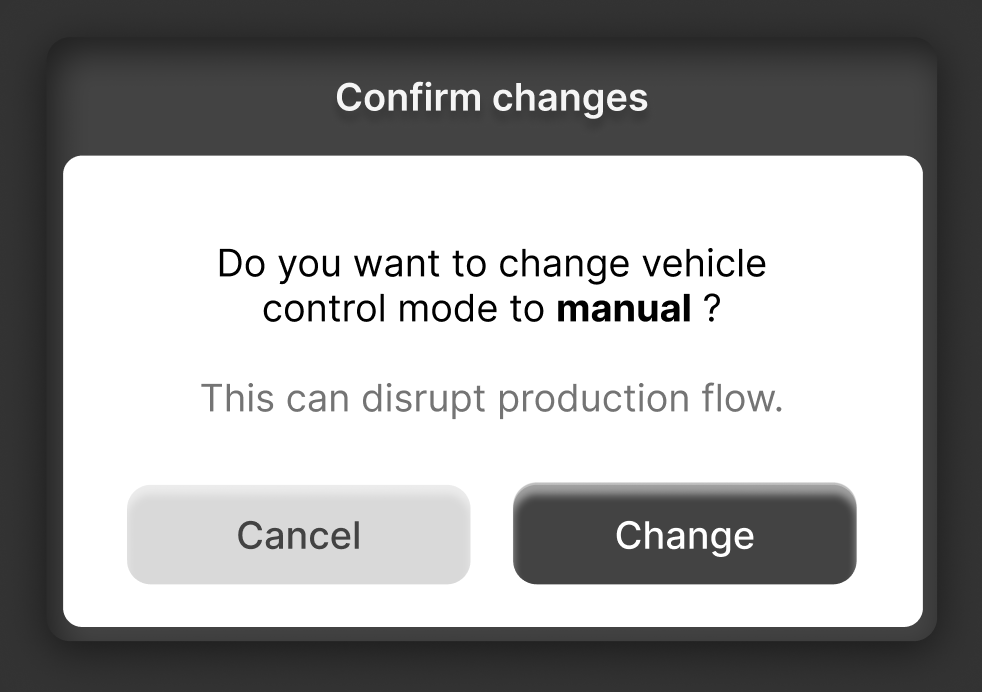 Confirm changes
Do you want to change vehicle
control mode to manual ?
This can disrupt production flow.
Cancel
Change